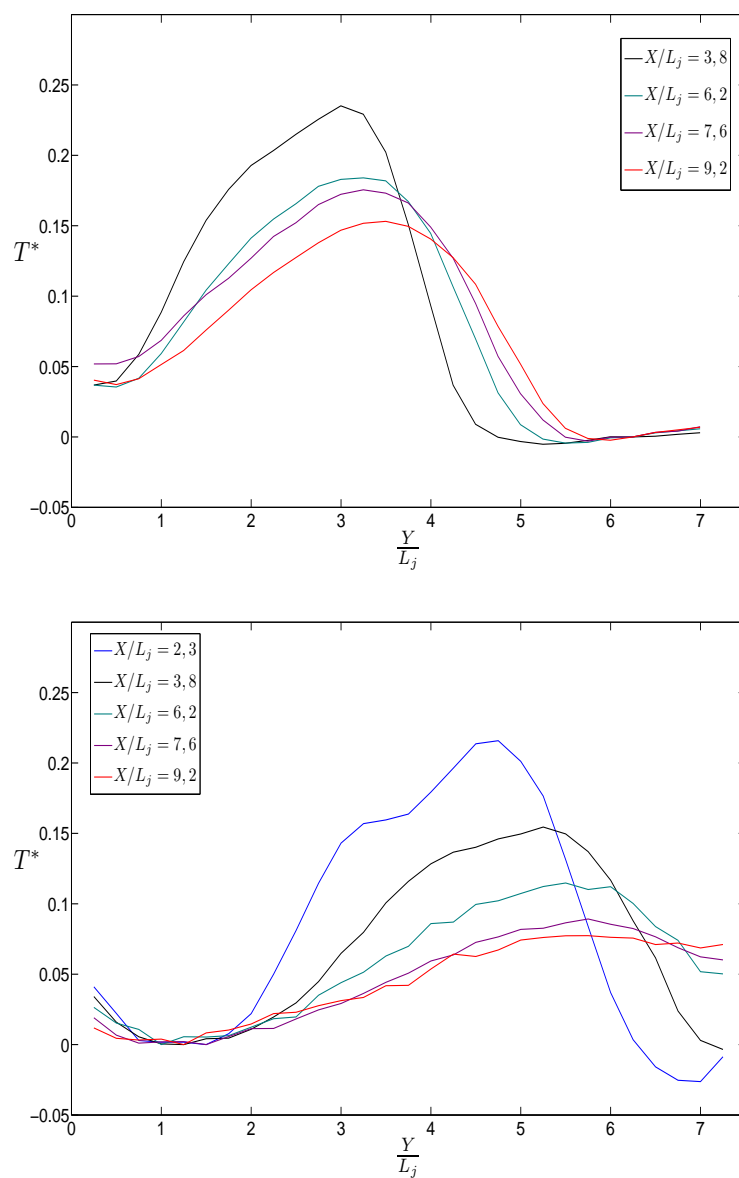 0.25
0.2
0.15
0.1
0.05
0
−0.05
T*
0 1 2 3 4 5 6 7
Y
L_j
X/L_j = 3, 8
X/L_j = 6, 2
X/L_j = 7, 6
X/L_j = 9, 2
0.25
0.2
0.15
0.1
0.05
0
−0.05
T*
0 1 2 3 4 5 6 7
Y
L_j
X/L_j = 2, 3
X/L_j = 3, 8
X/L_j = 6, 2
X/L_j = 7, 6
X/L_j = 9, 2